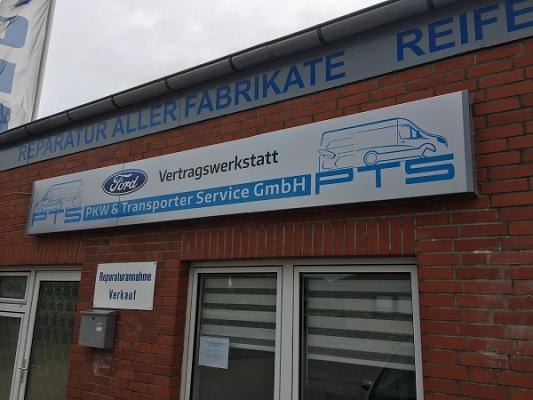 REPARATUR ALLER FABRIKATE REIFE
Ford Vertragswerkstatt
PTS PKW & Transporter Service GmbH PTS
Reparaturannahme
Verkauf